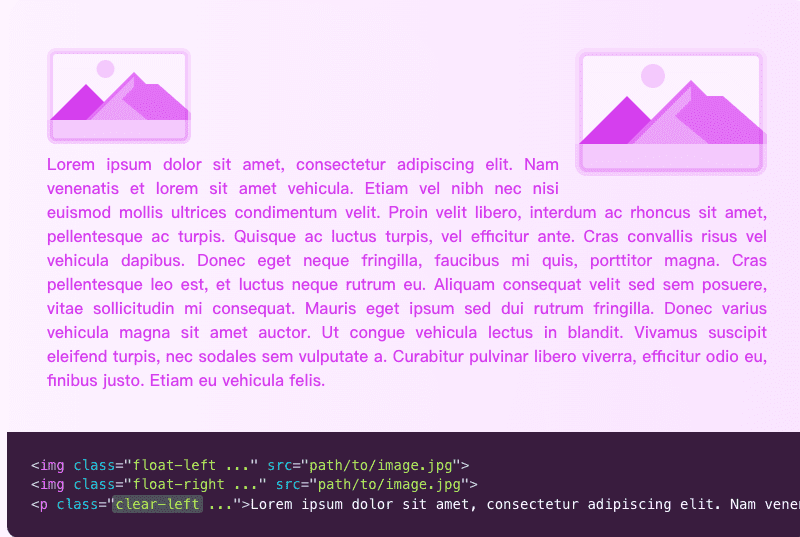 Lorem ipsum dolor sit amet, consectetur adipiscing elit. Nam
venenatis et lorem sit amet vehicula. Etiam vel nibh nec nisi
euismod mollis ultrices condimentum velit. Proin velit libero, interdum ac rhoncus sit amet,
pellentesque ac turpis. Quisque ac luctus turpis, vel efficitur ante. Cras convallis risus vel
vehicula dapibus. Donec eget neque fringilla, faucibus mi quis, porttitor magna. Cras
pellentesque leo est, et luctus neque rutrum eu. Aliquam consequat velit sed sem posuere,
vitae sollicitudin mi consequat. Mauris eget ipsum sed dui rutrum fringilla. Donec varius
vehicula magna sit amet auctor. Ut congue vehicula lectus in blandit. Vivamus suscipit
eleifend turpis, nec sodales sem vulputate a. Curabitur pulvinar libero viverra, efficitur odio eu,
finibus justo. Etiam eu vehicula felis.
<img class="float-left ..." src="path/to/image.jpg">
<img class="float-right ..." src="path/to/image.jpg">
<p class="clear-left ...">Lorem ipsum dolor sit amet, consectetur adipiscing elit. Nam